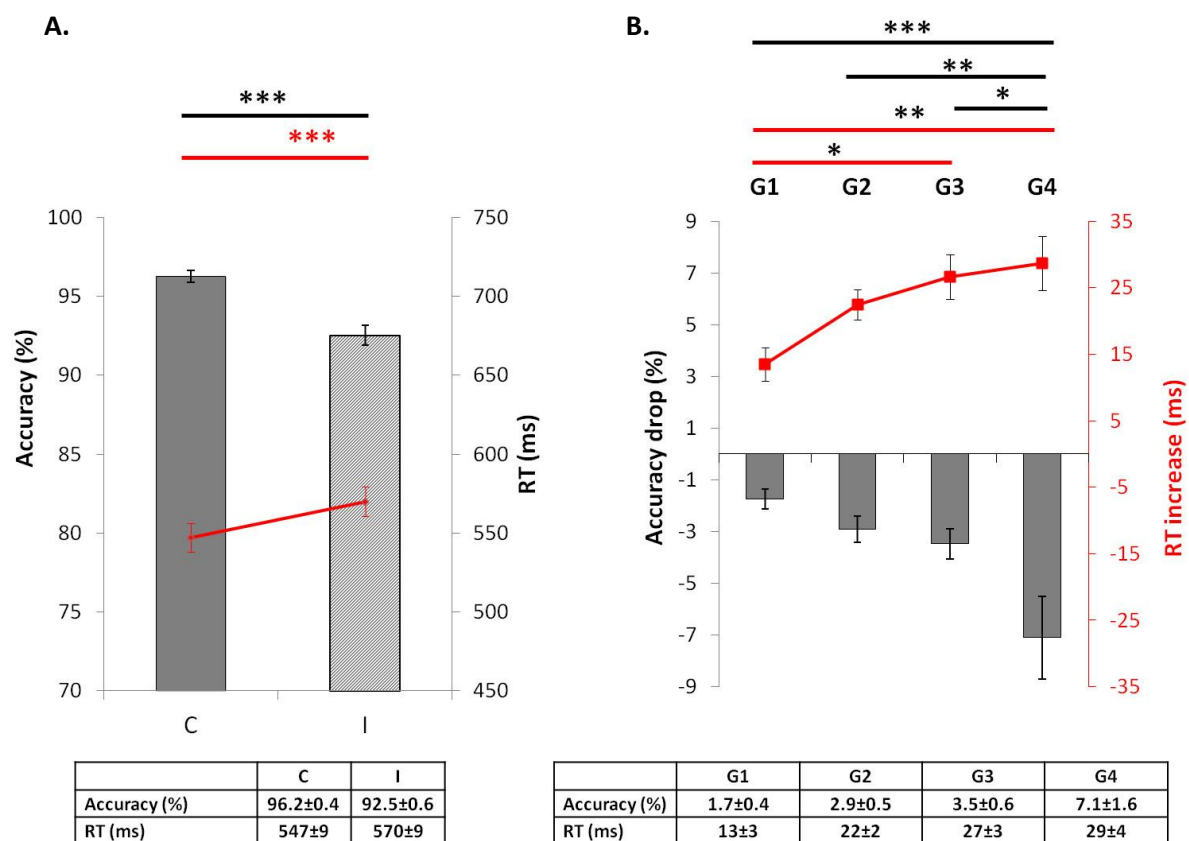 A.
***
***
100
95
90
85
80
75
70
Accuracy (%)
750
700
650
600
550
500
450
RT (ms)
C I
C I
Accuracy (%) 96.2±0.4 92.5±0.6
RT (ms) 547±9 570±9
B.
***
**
*
**
*
G1 G2 G3 G4
9
7
5
3
1
-1
-3
-5
-7
-9
Accuracy drop (%)
35
25
15
5
-5
-15
-25
-35
RT increase (ms)
G1 G2 G3 G4
Accuracy (%) 1.7±0.4 2.9±0.5 3.5±0.6 7.1±1.6
RT (ms) 13±3 22±2 27±3 29±4